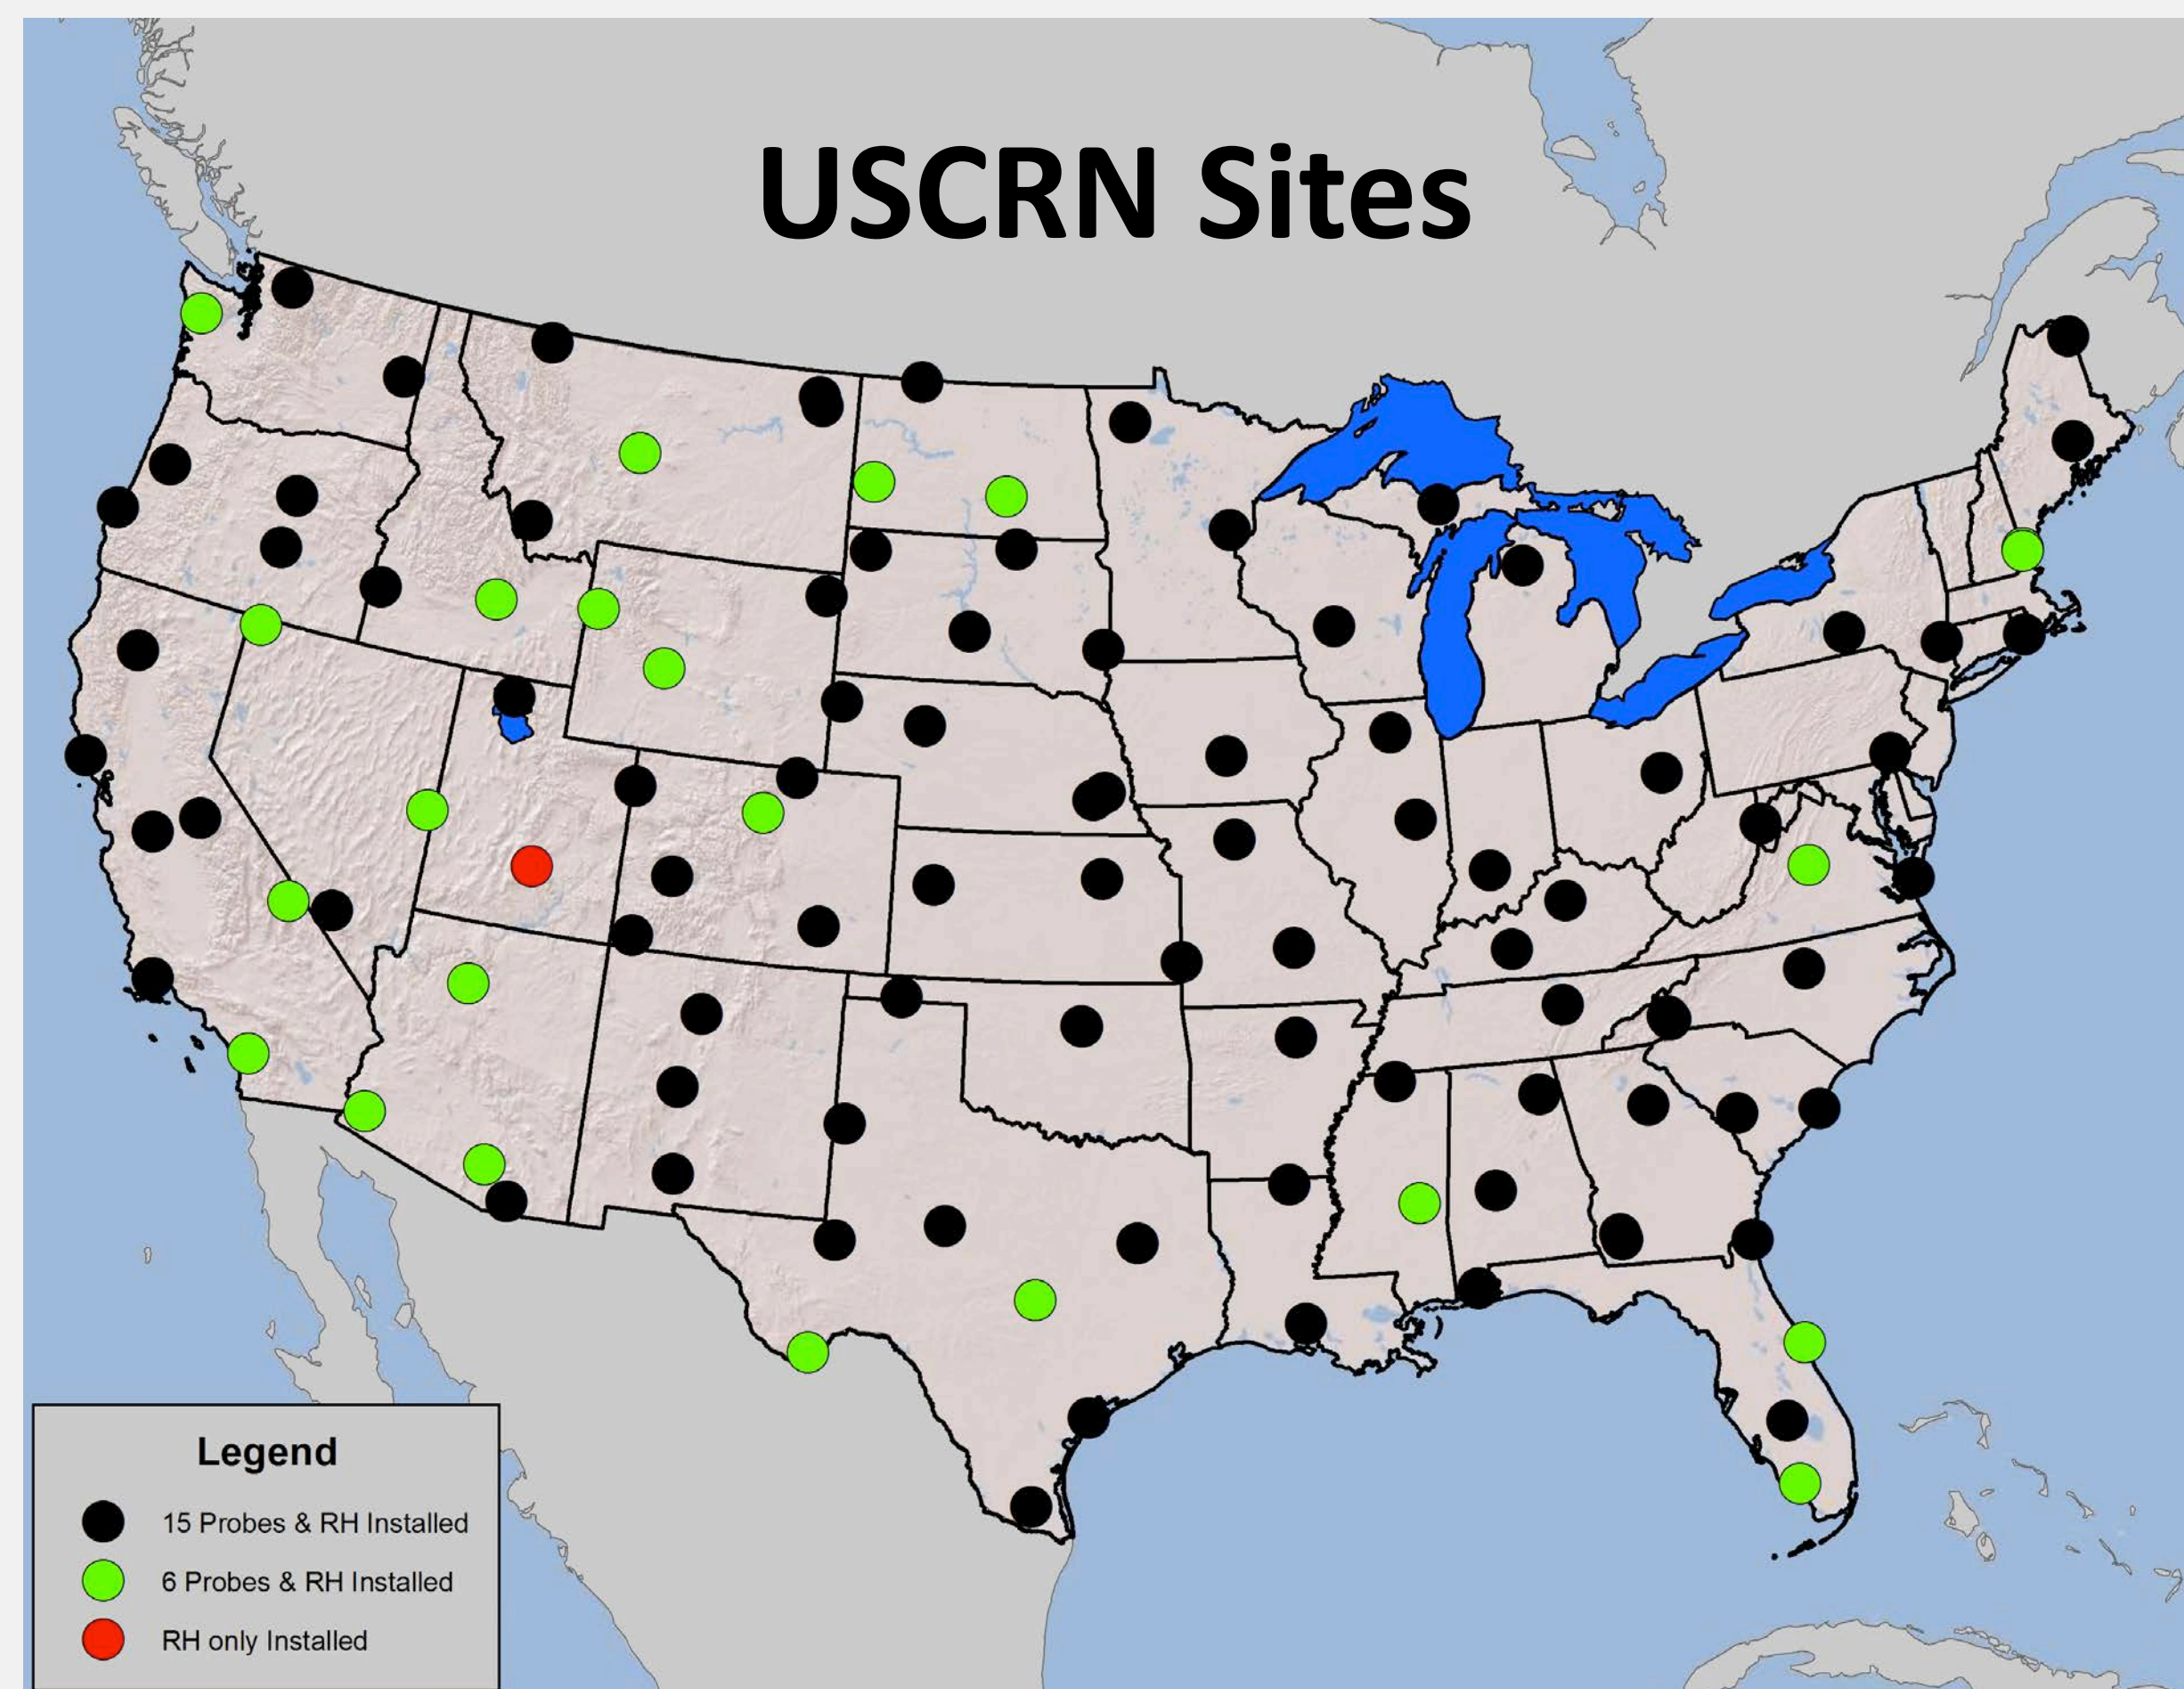 USCRN Sites
Legend
15 Probes & RH Installed
6 Probes & RH Installed
RH only Installed